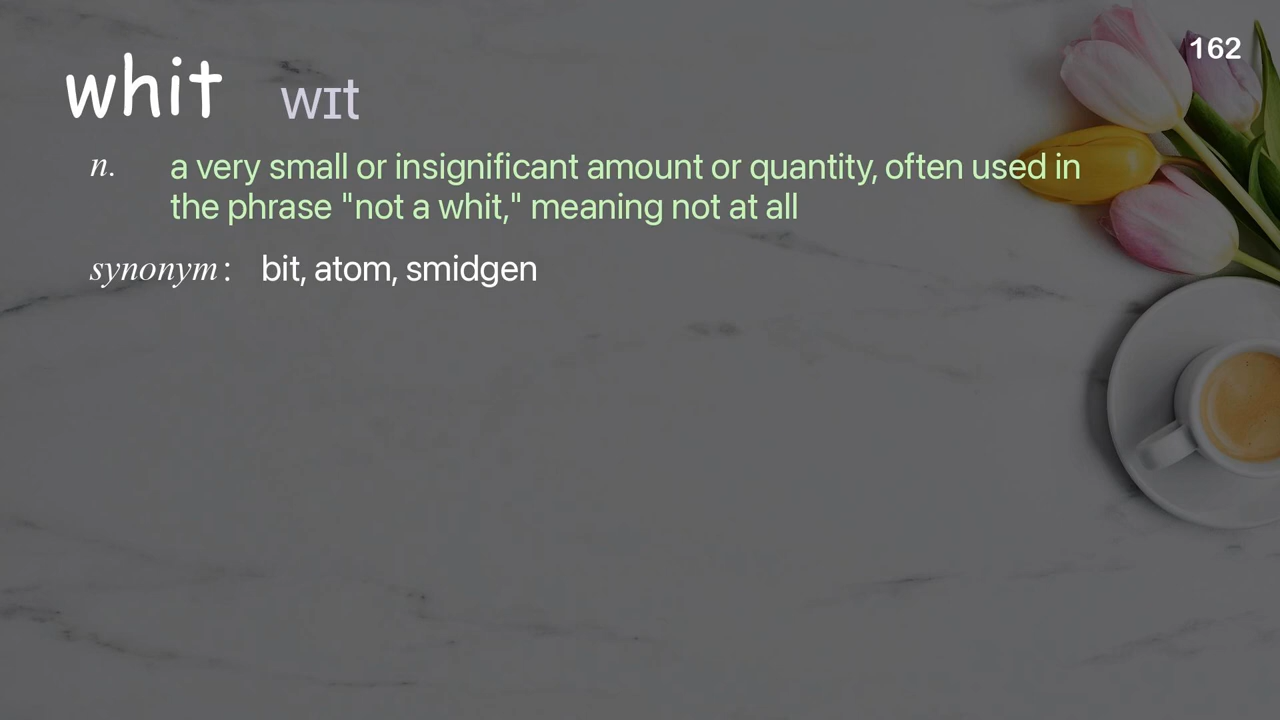 162
whit wɪt
n. a very small or insignificant amount or quantity, often used in
the phrase "not a whit," meaning not at all
synonym: bit, atom, smidgen